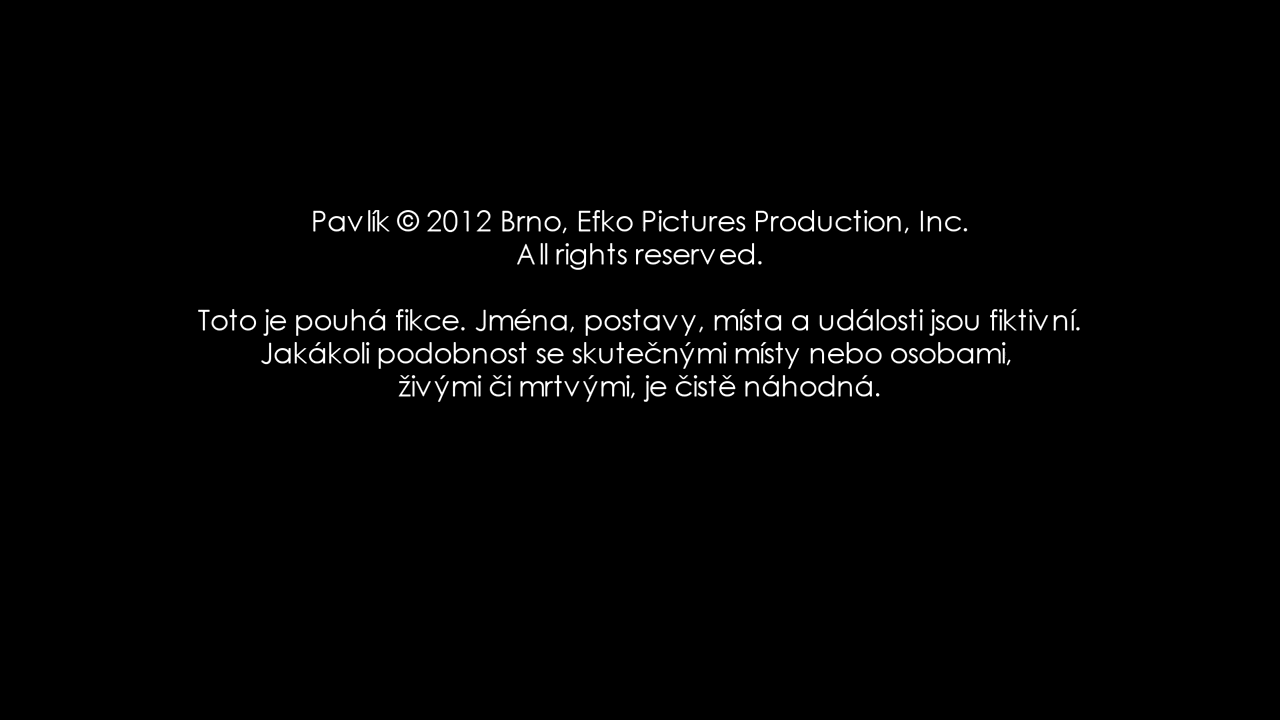 Pavlík © 2012 Brno, Efko Pictures Production, Inc.
All rights reserved.
Toto je pouhá fikce. Jména, postavy, místa a události jsou fiktivní.
Jakákoli podobnost se skutečnými místy nebo osobami,
živými či mrtvými, je čistě náhodná.